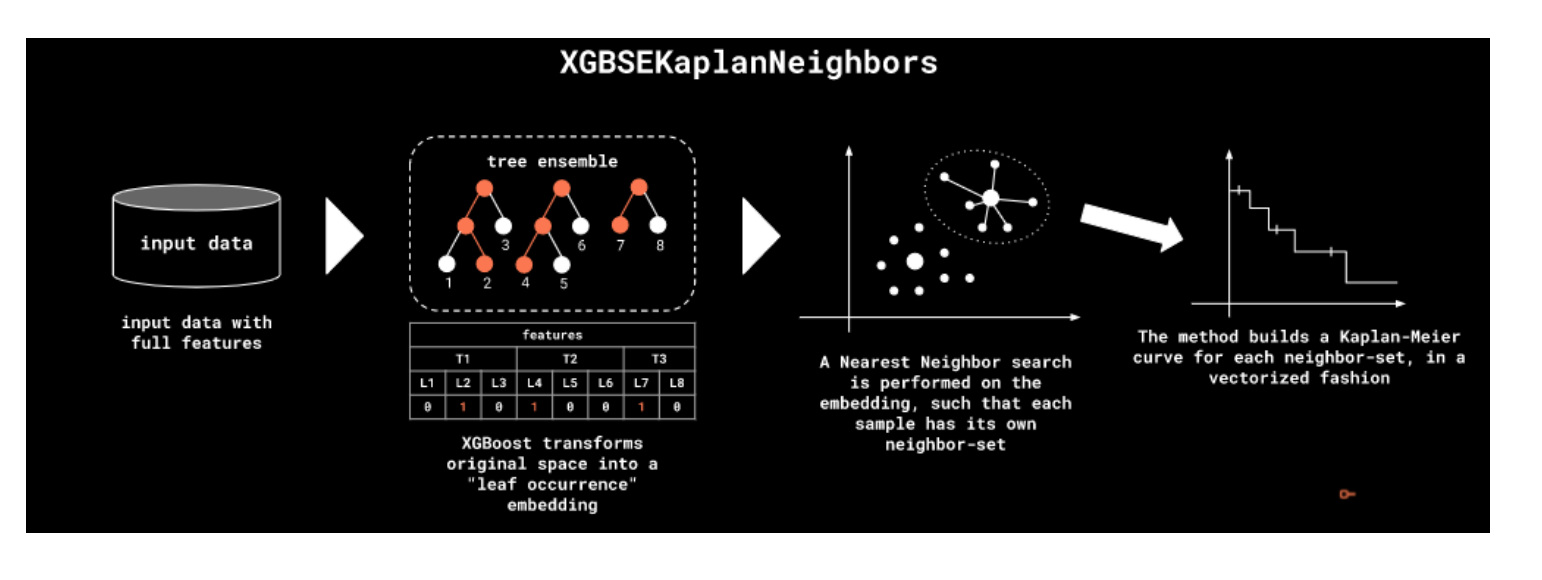 XGBSEKaplanNeighbors
input data
input data with
full features
tree ensemble
3
6
7
8
1
2
4
5
features
T1 T2 T3
L1 L2 L3 L4 L5 L6 L7 L8
0 1 0 1 0 0 1 0
XGBoost transforms
original space into a
"leaf occurrence"
embedding
A Nearest Neighbor search
is performed on the
embedding, such that each
sample has its own
neighbor-set
The method builds a Kaplan-Meier
curve for each neighbor-set, in a
vectorized fashion